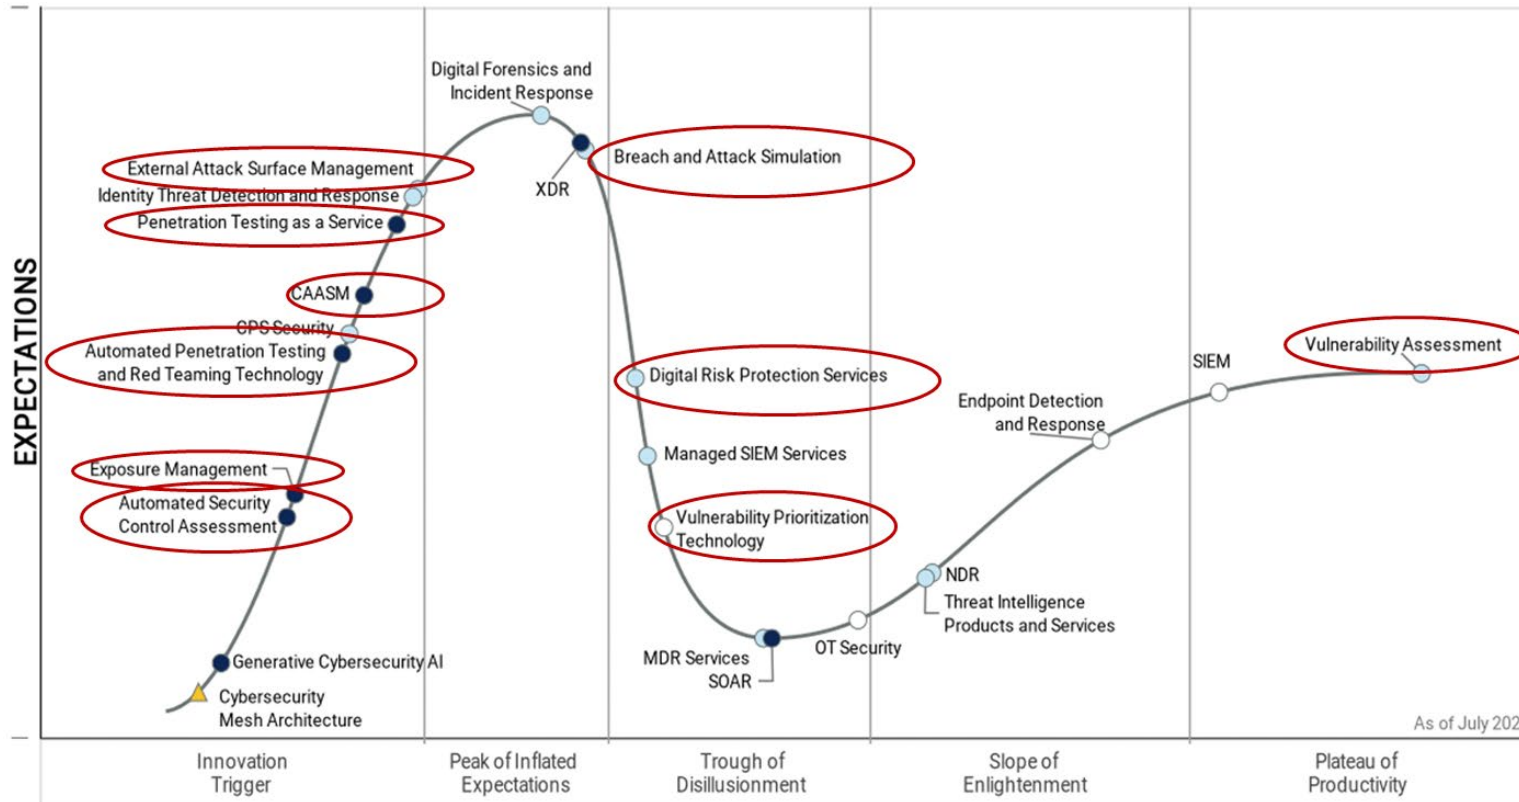 EXPECTATIONS
Digital Forensics and
Incident Response
External Attack Surface Management
Identity Threat Detection and Response
Penetration Testing as a Service
CAASM
CPS Security
Automated Penetration Testing
and Red Teaming Technology
Exposure Management
Automated Security
Control Assessment
Generative Cybersecurity AI
Cybersecurity
Mesh Architecture
XDR
Breach and Attack Simulation
Digital Risk Protection Services
Managed SIEM Services
Vulnerability Prioritization
Technology
MDR Services
SOAR
OT Security
NDR
Threat Intelligence
Products and Services
Endpoint Detection
and Response
SIEM
Vulnerability Assessment
As of July 202
Innovation
Trigger
Peak of Inflated
Expectations
Trough of
Disillusionment
Slope of
Enlightenment
Plateau of
Productivity